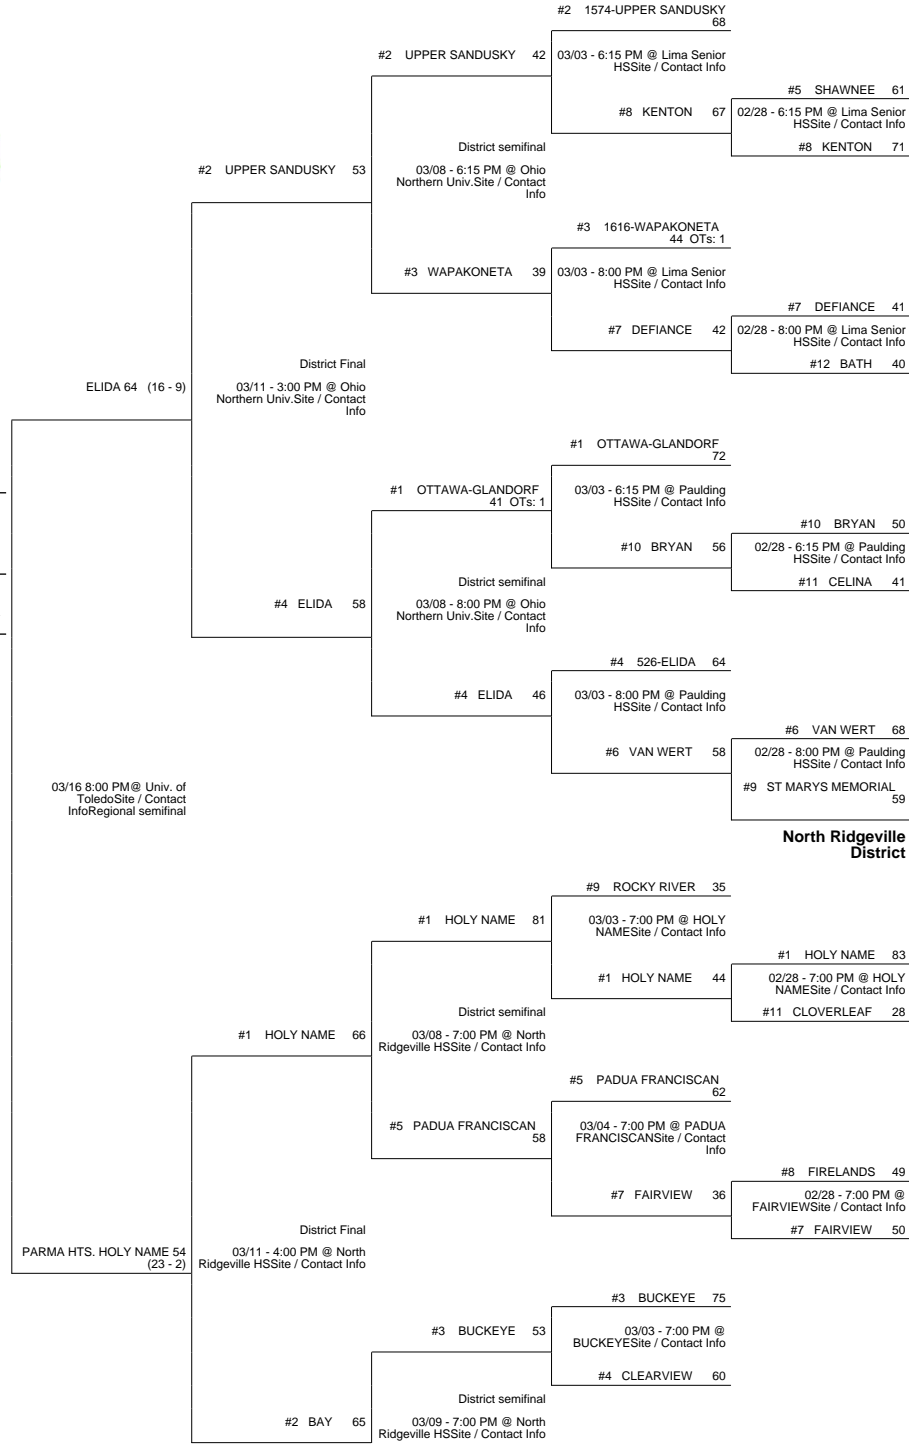 #2 1574-UPPER SANDUSKY
68
#2 UPPER SANDUSKY 42
03/03 - 6:15 PM @ Lima Senior
HSSite / Contact Info
#5 SHAWNEE 61
#8 KENTON 67
02/28 - 6:15 PM @ Lima Senior
HSSite / Contact Info
#8 KENTON 71
District semifinal
#2 UPPER SANDUSKY 53
03/08 - 6:15 PM @ Ohio
Northern Univ.Site / Contact
Info
#3 1616-WAPAKONETA
44 OTs: 1
#3 WAPAKONETA 39
03/03 - 8:00 PM @ Lima Senior
HSSite / Contact Info
#7 DEFIANCE 41
#7 DEFIANCE 42
02/28 - 8:00 PM @ Lima Senior
HSSite / Contact Info
#12 BATH 40
District Final
ELIDA 64 (16 - 9)
03/11 - 3:00 PM @ Ohio
Northern Univ.Site / Contact
Info
#1 OTTAWA-GLANDORF
72
#1 OTTAWA-GLANDORF
41 OTs: 1
03/03 - 6:15 PM @ Paulding
HSSite / Contact Info
#10 BRYAN 50
#10 BRYAN 56
02/28 - 6:15 PM @ Paulding
HSSite / Contact Info
#11 CELINA 41
District semifinal
#4 ELIDA 58
03/08 - 8:00 PM @ Ohio
Northern Univ.Site / Contact
Info
#4 526-ELIDA 64
#4 ELIDA 46
03/03 - 8:00 PM @ Paulding
HSSite / Contact Info
#6 VAN WERT 68
#6 VAN WERT 58
02/28 - 8:00 PM @ Paulding
HSSite / Contact Info
#9 ST MARYS MEMORIAL
59
03/16 8:00 PM@ Univ. of
ToledoSite / Contact
InfoRegional semifinal
North Ridgeville
District
#9 ROCKY RIVER 35
#1 HOLY NAME 81
03/03 - 7:00 PM @ HOLY
NAMESite / Contact Info
#1 HOLY NAME 83
#1 HOLY NAME 44
02/28 - 7:00 PM @ HOLY
NAMESite / Contact Info
#11 CLOVERLEAF 28
District semifinal
#1 HOLY NAME 66
03/08 - 7:00 PM @ North
Ridgeville HSSite / Contact Info
#5 PADUA FRANCISCAN
62
#5 PADUA FRANCISCAN
58
03/04 - 7:00 PM @ PADUA
FRANCISCANSite / Contact
Info
#8 FIRELANDS 49
#7 FAIRVIEW 36
02/28 - 7:00 PM @
FAIRVIEWSite / Contact Info
#7 FAIRVIEW 50
District Final
PARMA HTS. HOLY NAME 54
(23 - 2)
03/11 - 4:00 PM @ North
Ridgeville HSSite / Contact Info
#3 BUCKEYE 75
#3 BUCKEYE 53
03/03 - 7:00 PM @
BUCKEYESite / Contact Info
#4 CLEARVIEW 60
District semifinal
#2 BAY 65
03/09 - 7:00 PM @ North
Ridgeville HSSite / Contact Info